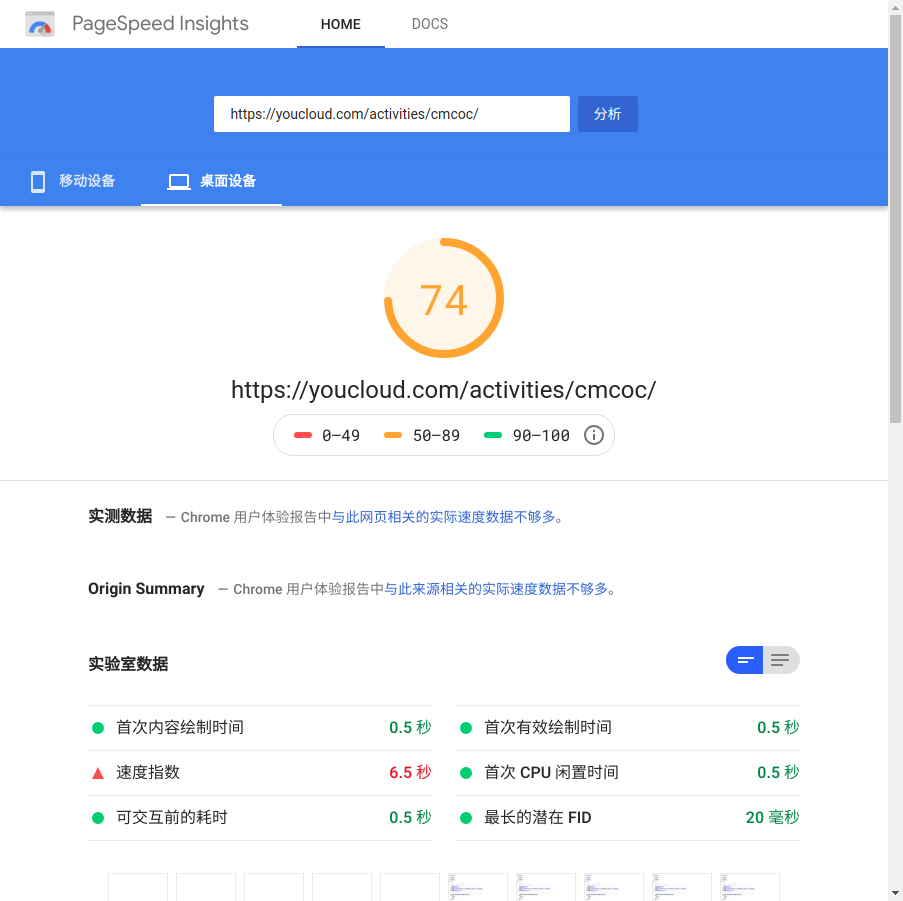 PageSpeed Insights HOME DOCS
https://youcloud.com/activities/cmcoc/ 分析
移动设备 桌面设备
74
https://youcloud.com/activities/cmcoc/
0–49 50–89 90–100
实测数据 — Chrome 用户体验报告中与此网页相关的实际速度数据不够多。
Origin Summary — Chrome 用户体验报告中与此来源相关的实际速度数据不够多。
实验室数据
首次内容绘制时间 0.5 秒 首次有效绘制时间 0.5 秒
速度指数 6.5 秒 首次 CPU 闲置时间 0.5 秒
可交互前的耗时 0.5 秒 最长的潜在 FID 20 毫秒